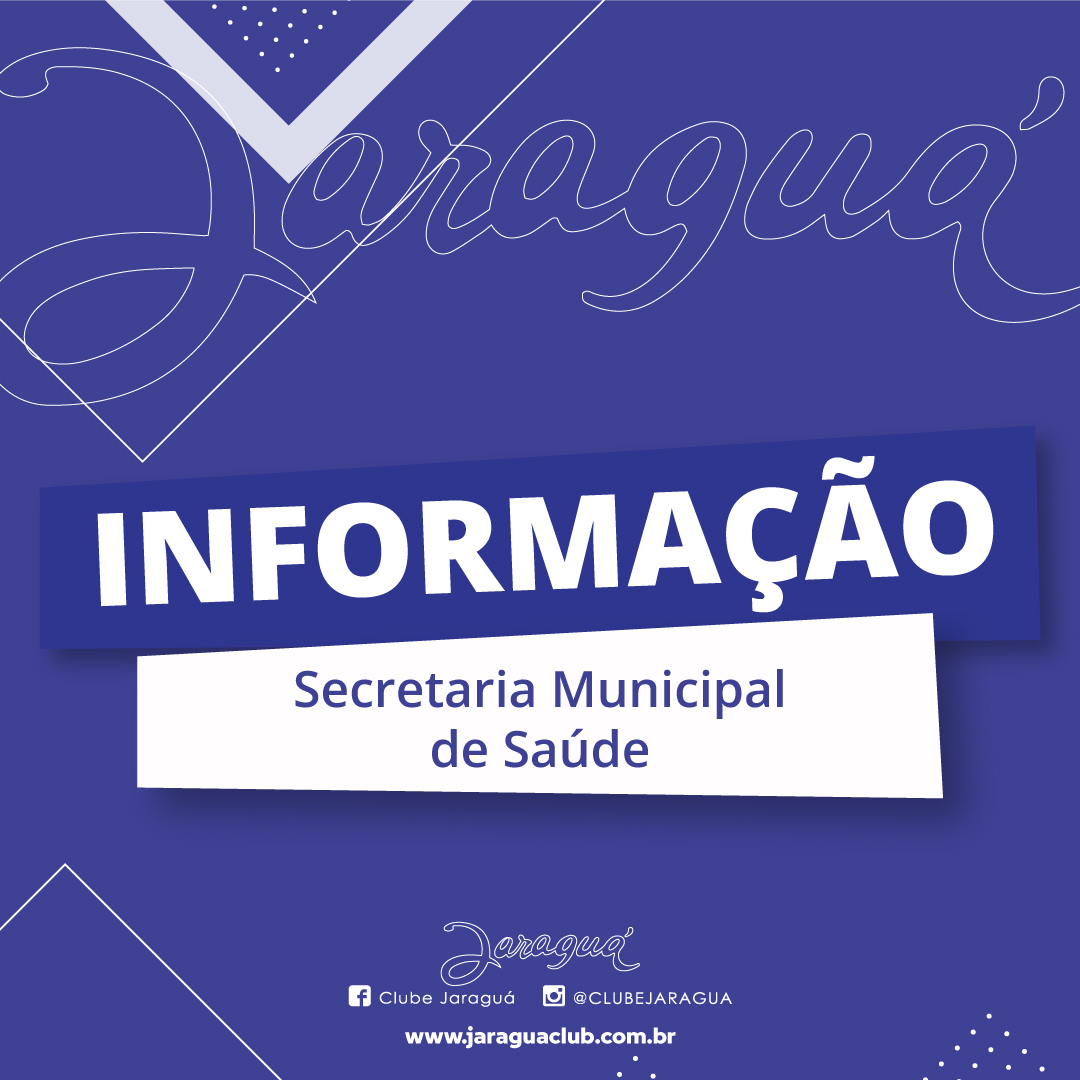 Jaraguá
INFORMAÇÃO
Secretaria Municipal
de Saúde
Jaraguá
Clube Jaraguá @CLUBEJARAGUA
www.jaraguaclub.com.br